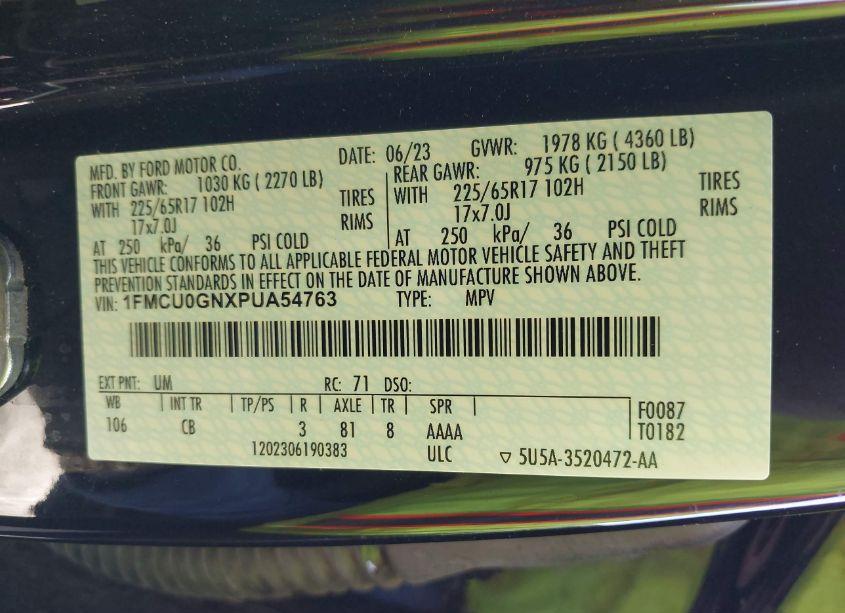 MFD. BY FORD MOTOR CO. DATE: 06/23 GVWR: 1978 KG ( 4360 LB)
FRONT GAWR: 1030 KG ( 2270 LB) REAR GAWR: 975 KG ( 2150 LB)
WITH 225/65R17 102H TIRES WITH 225/65R17 102H TIRES
17x7.0J RIMS 17x7.0J RIMS
AT 250 kPa/ 36 PSI COLD AT 250 kPa/ 36 PSI COLD
THIS VEHICLE CONFORMS TO ALL APPLICABLE FEDERAL MOTOR VEHICLE SAFETY AND THEFT
PREVENTION STANDARDS IN EFFECT ON THE DATE OF MANUFACTURE SHOWN ABOVE.
VIN: 1FMCU0GNXPUA54763 TYPE: MPV
EXT PNT: UM RC: 71 DSO:
WB INT TR TP/PS R AXLE TR SPR F0087
106 CB 3 81 8 AAAA T0182
1202306190383 ULC ▽ 5U5A-3520472-AA